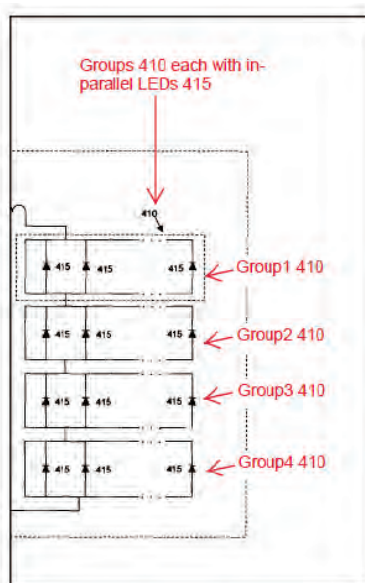 Groups 410 each with in-
parallel LEDs 415
410
415 415 415
Group1 410
415 415 415
Group2 410
415 415 415
Group3 410
415 415 415
Group4 410